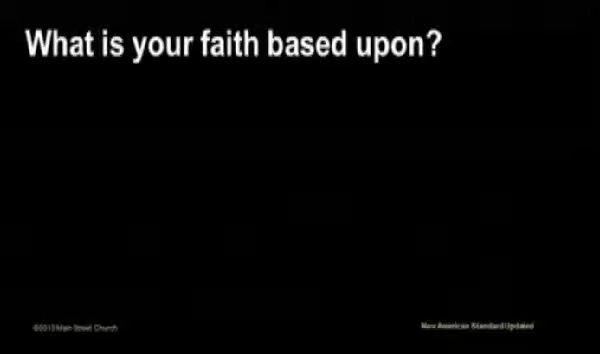 What is your faith based upon?
©2013 Main Street Church
New American Standard Updated